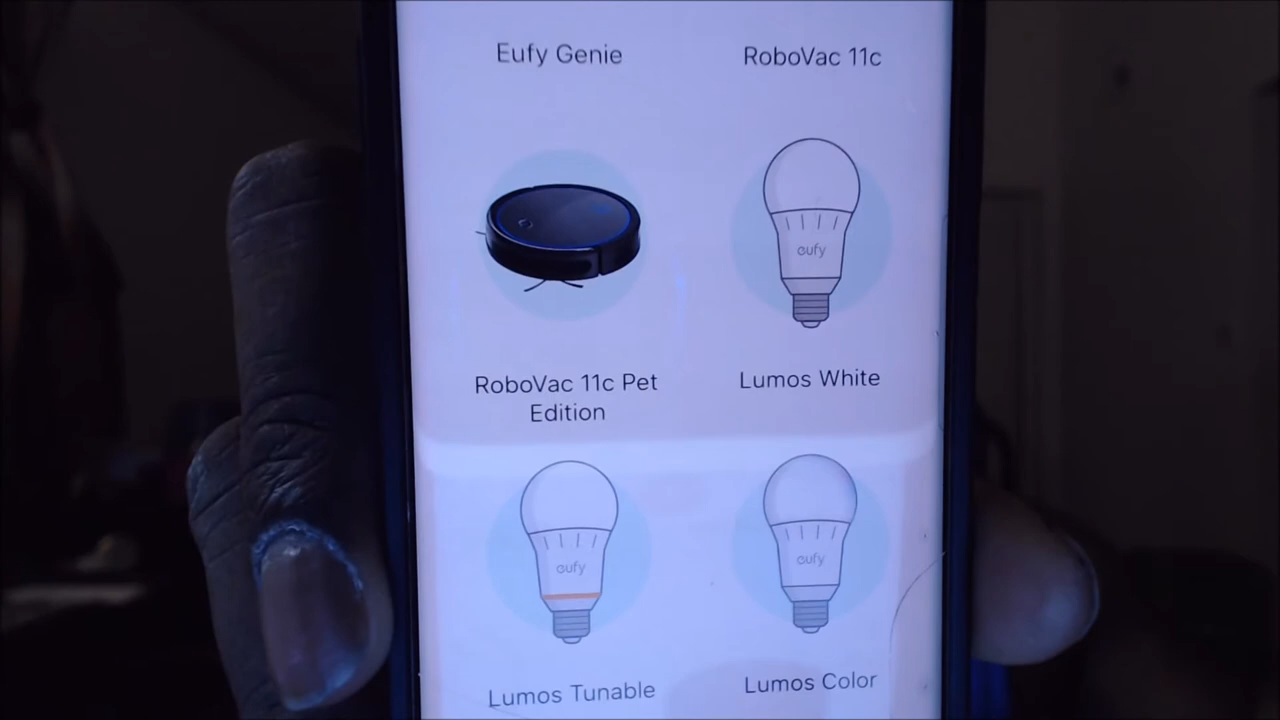 Eufy Genie
RoboVac 11c
eufy
RoboVac 11c Pet
Edition
Lumos White
eufy
eufy
Lumos Tunable
Lumos Color